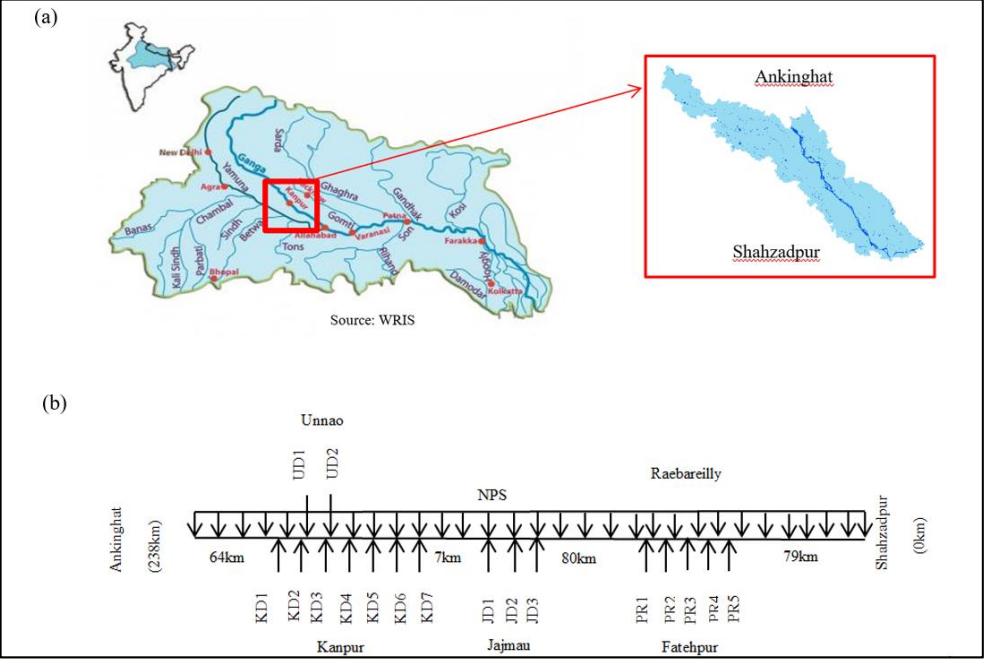 (a)
Ankinghat
Shahzadpur
New Delhi
Ganga
Sarda
Yamuna
Agra
Kanpur
Ghaghra
Chambal
Banas
Sindh
Betwa
Gomti
Gandhak
Kosi
Patna
Allahabad
Varanasi
Son
Farakka
Tons
Kali Sindh
Parbati
Bhopal
Rihand
Hoogly
Damodar
Kolkatta
Source: WRIS
(b)
Unnao
UD1
UD2
Raebareilly
NPS
Ankinghat
(238km)
Shahzadpur
(0km)
64km
7km
80km
79km
KD1
KD2
KD3
KD4
KD5
KD6
KD7
JD1
JD2
JD3
PR1
PR2
PR3
PR4
PR5
Kanpur
Jajmau
Fatehpur